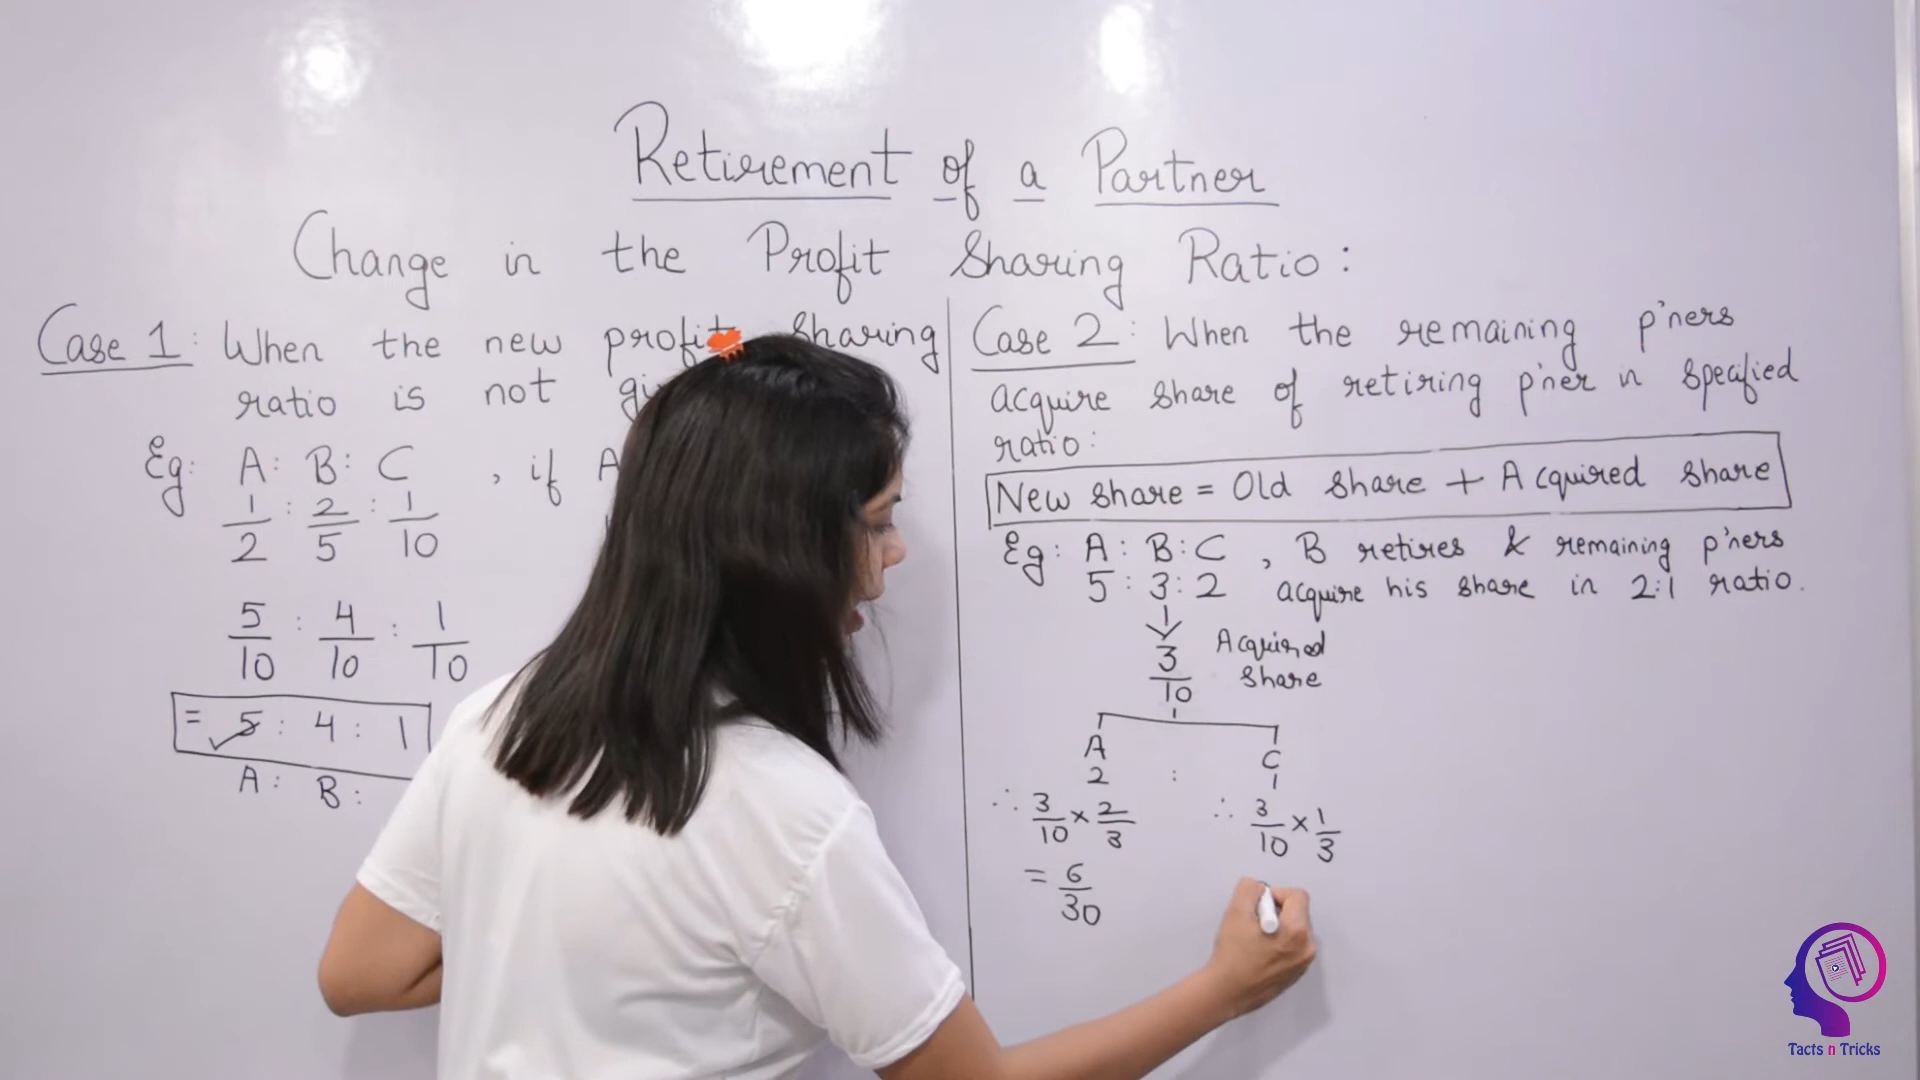 Retirement of a Partner
Change in the Profit Sharing Ratio:
Case 1: When the new profit sharing
ratio is not
Eg: A: B: C , if A
1/2 : 2/5 : 1/10
5/10 : 4/10 : 1/10
= 5 : 4 : 1
A: B:
Case 2: When the remaining p'ners
acquire share of retiring p'ner in specified
ratio:
New share = Old share + Acquired share
Eg: A: B: C , B retires & remaining p'ners
5: 3: 2 acquire his share in 2:1 ratio.
3/10 Acquired
share
A C
2 : 1
∴ 3/10 × 2/3 ∴ 3/10 × 1/3
= 6/30
Tacts n Tricks